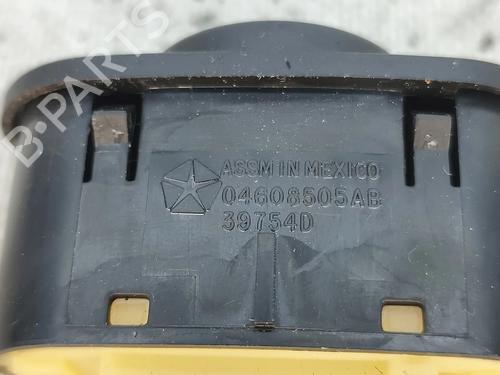 B-PARTS
ASSM IN MEXICO
04608505AB
39754D